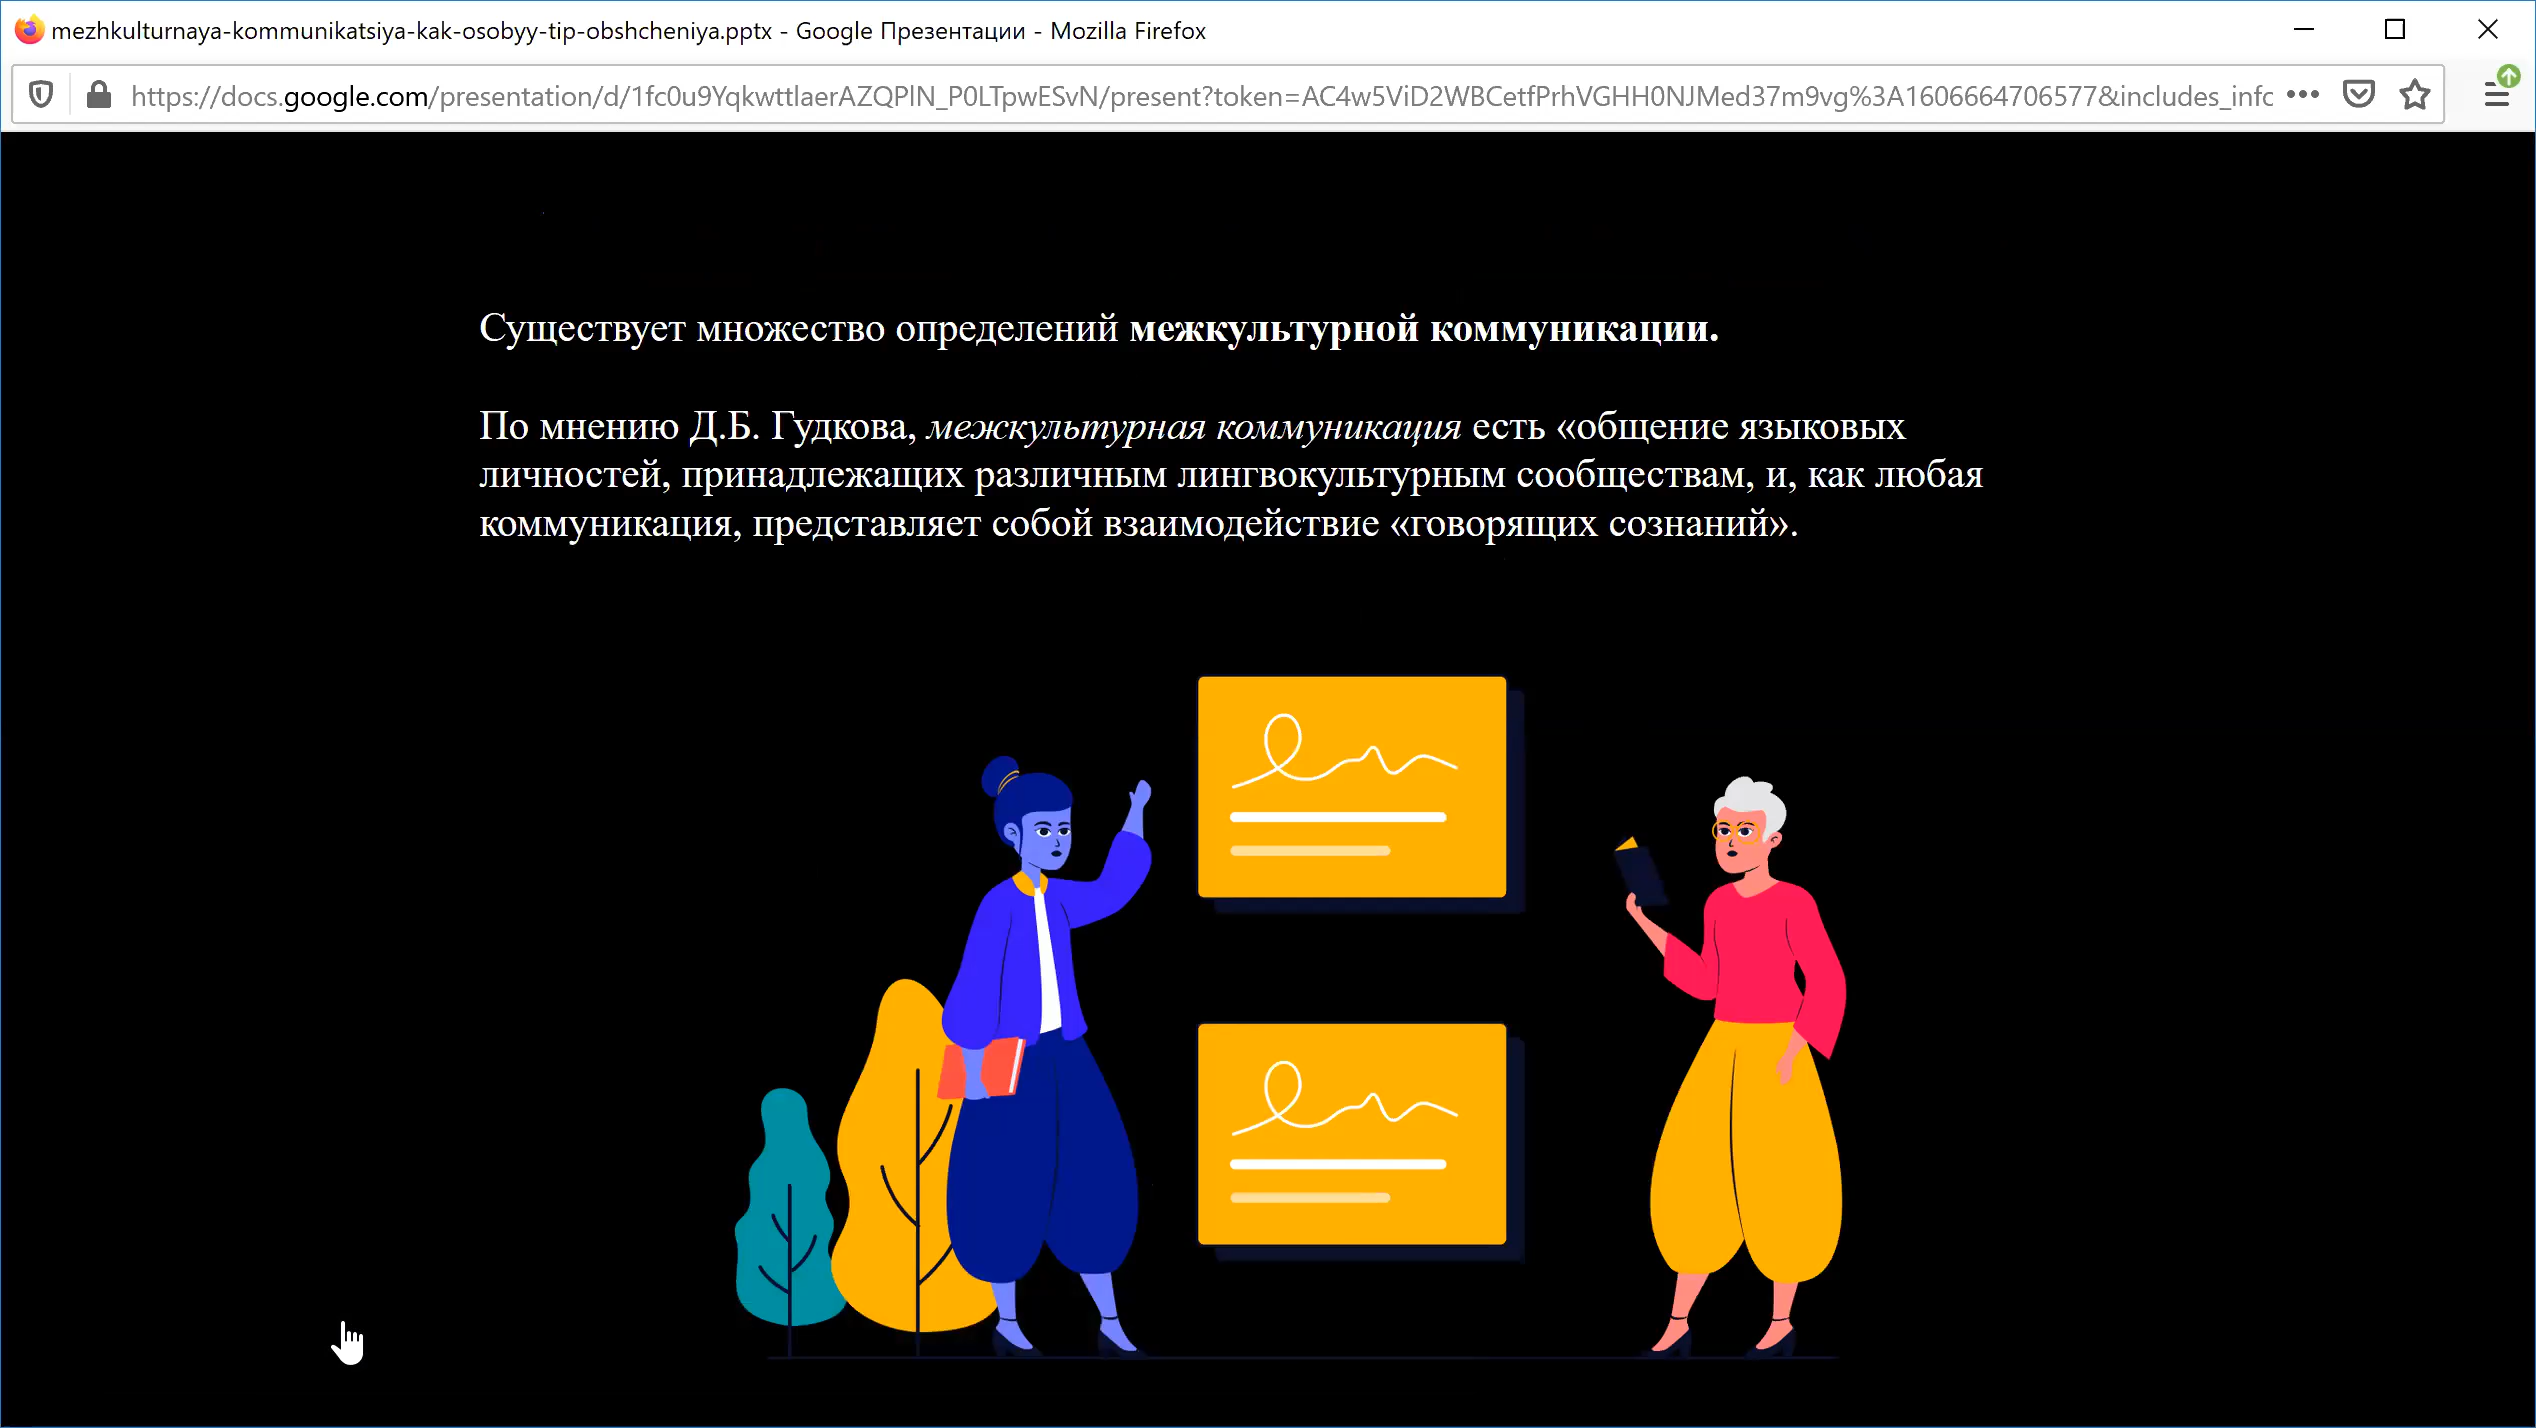 mezhkulturnaya-kommunikatsiya-kak-osobyy-tip-obshcheniya.pptx - Google Презентации - Mozilla Firefox
https://docs.google.com/presentation/d/1fc0u9YqkwttlaerAZQPlN_P0LTpwESvN/present?token=AC4w5ViD2WBCetfPrhVGHH0NJMed37m9vg%3A1606664706577&includes_infc
Существует множество определений межкультурной коммуникации.
По мнению Д.Б. Гудкова, межкультурная коммуникация есть «общение языковых
личностей, принадлежащих различным лингвокультурным сообществам, и, как любая
коммуникация, представляет собой взаимодействие «говорящих сознаний».